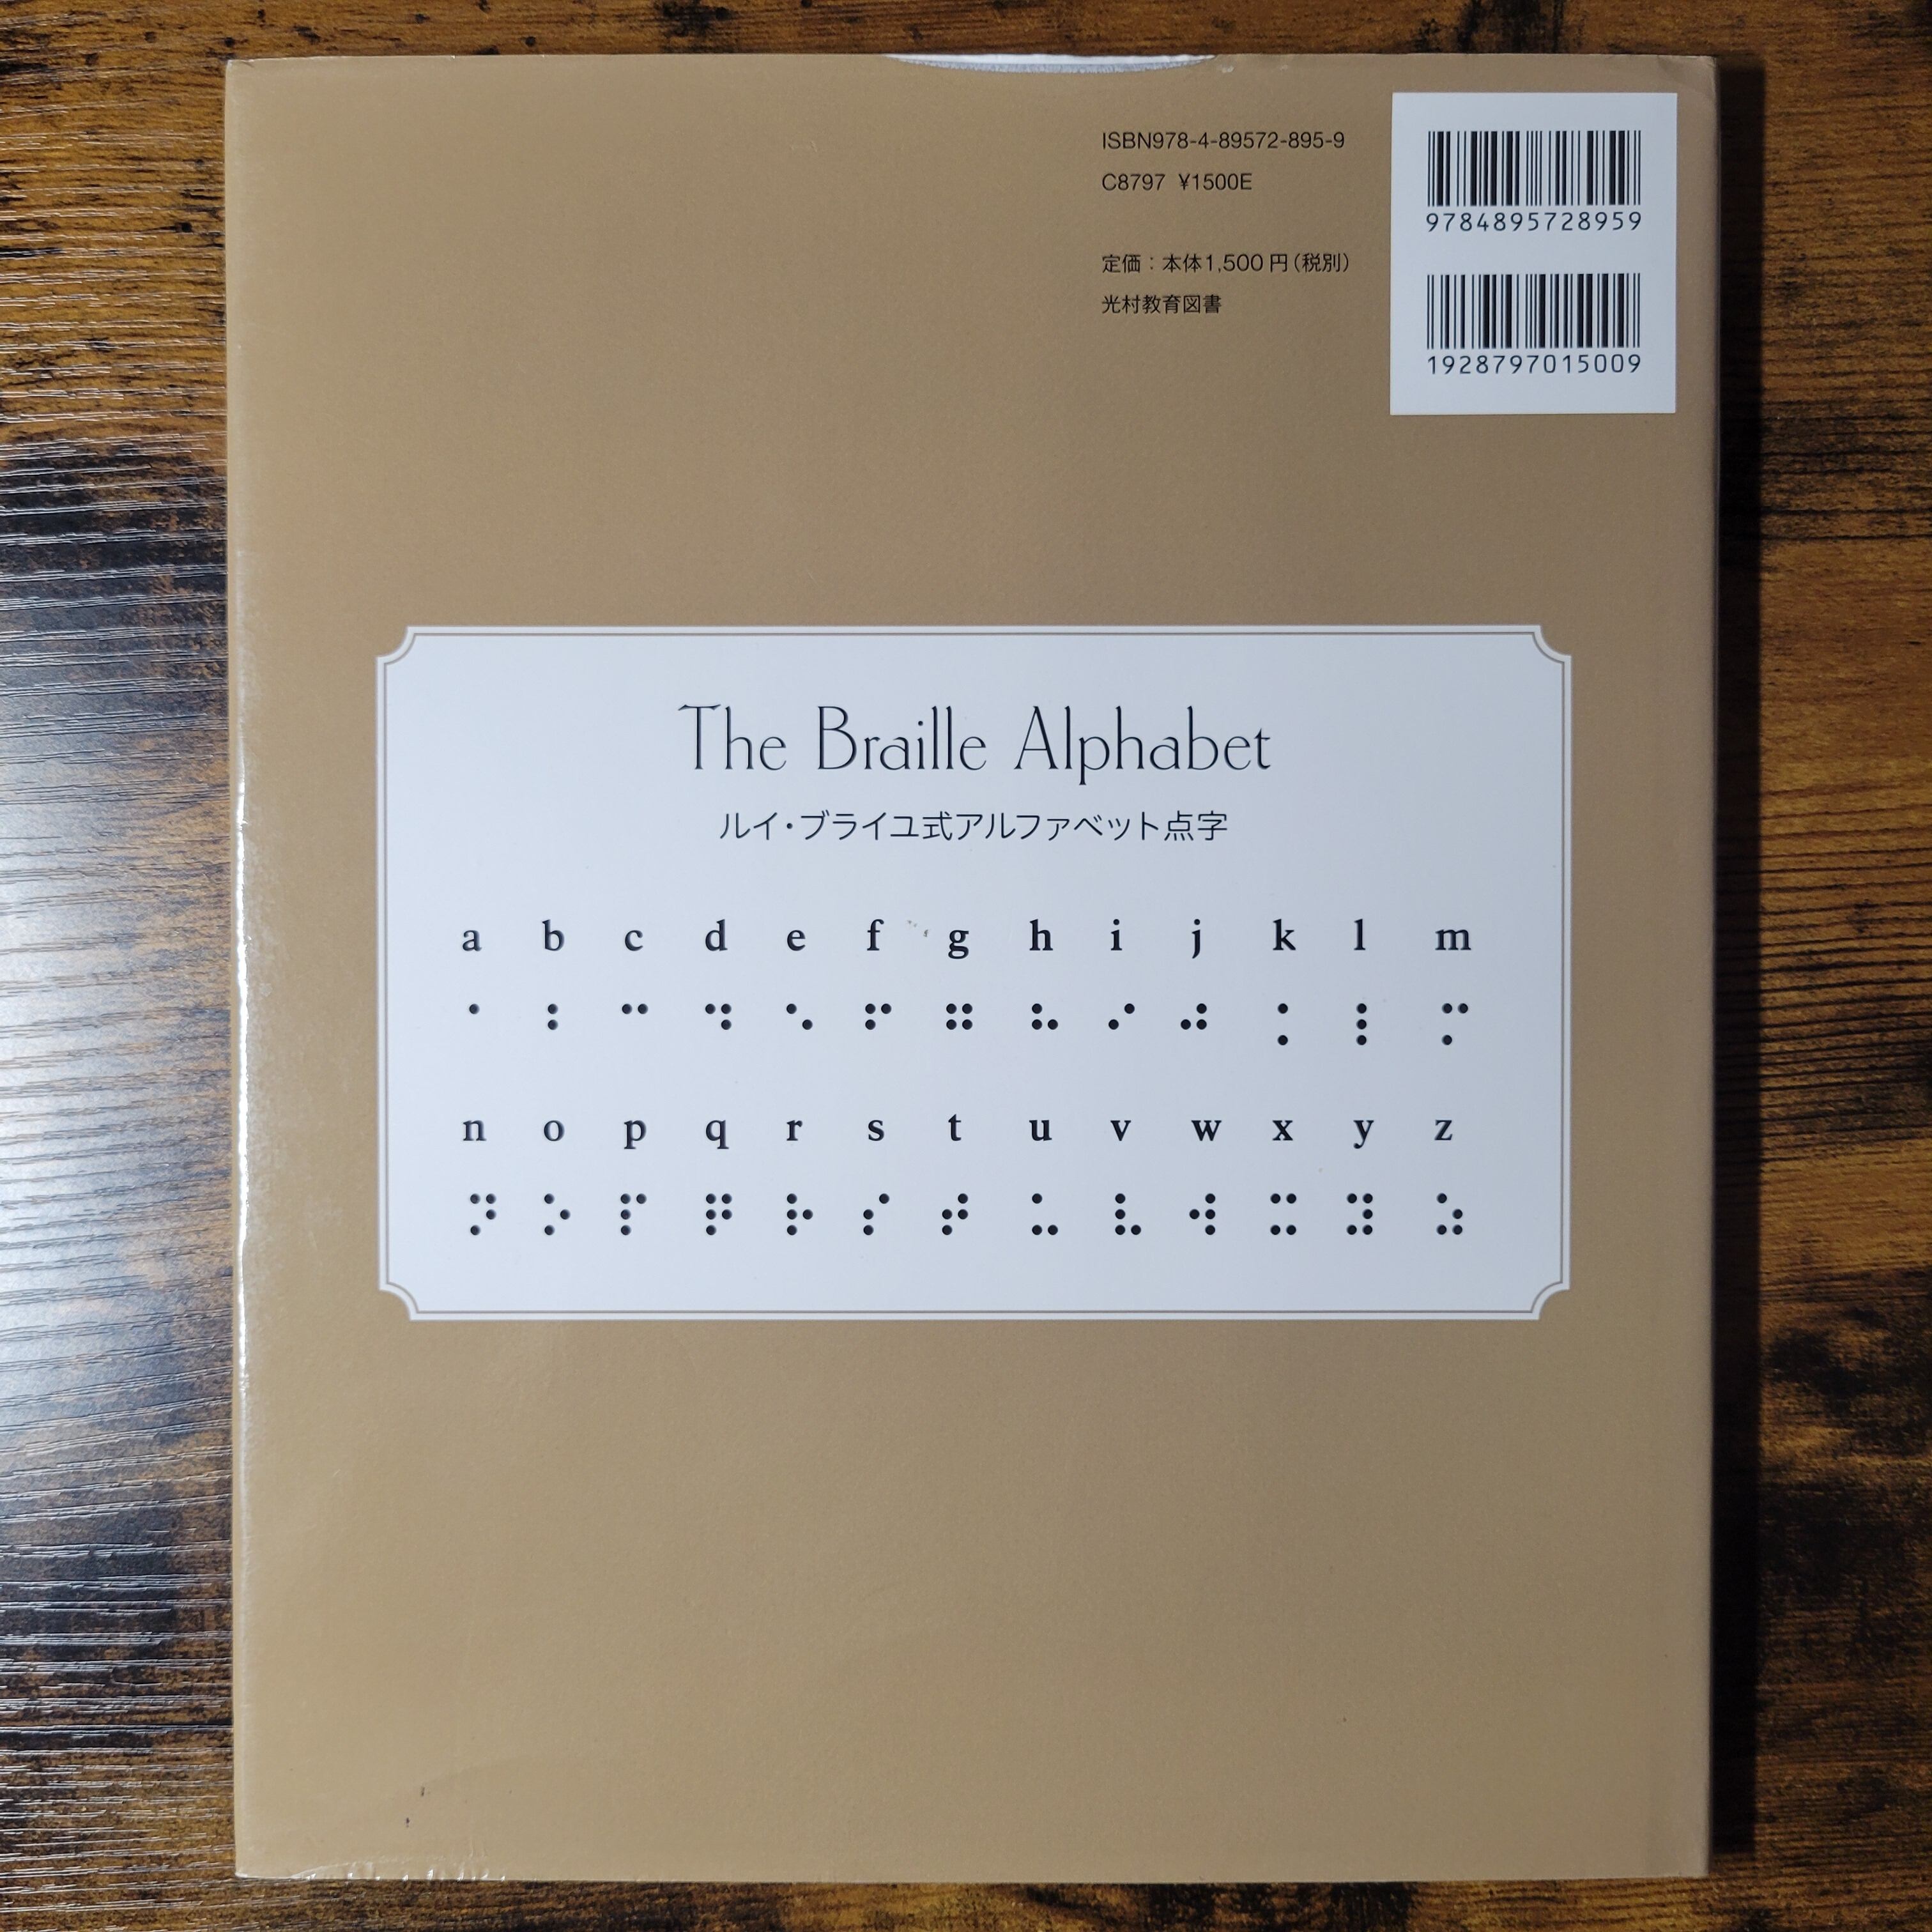 ISBN978-4-89572-895-9
C8797 ¥1500E
定価：本体1,500円（税別）
光村教育図書
9784895728959
1928797015009
The Braille Alphabet
ルイ・ブライユ式アルファベット点字
a b c d e f g h i j k l m
⠁ ⠃ ⠉ ⠙ ⠑ ⠋ ⠛ ⠓ ⠊ ⠚ ⠅ ⠇ ⠍
n o p q r s t u v w x y z
⠝ ⠕ ⠏ ⠟ ⠗ ⠎ ⠞ ⠥ ⠧ ⠺ ⠭ ⠽ ⠵